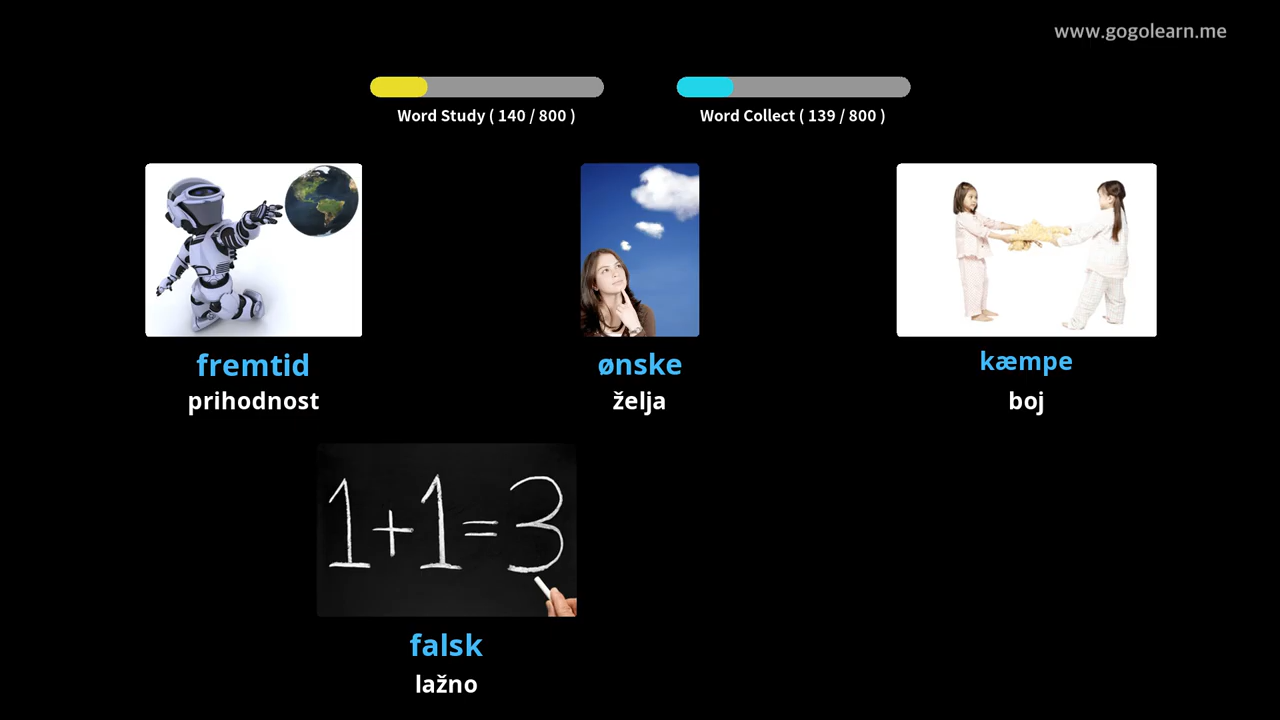 www.gogolearn.me
Word Study ( 140 / 800 )
Word Collect ( 139 / 800 )
fremtid
prihodnost
ønske
želja
kæmpe
boj
1+1=3
falsk
lažno